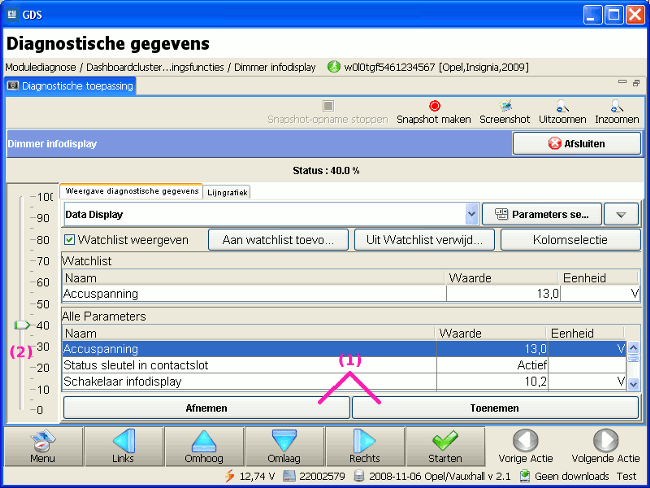 GDS
Diagnostische gegevens
Modulediagnose / Dashboardcluster...ingsfuncties / Dimmer infodisplay w0l0tgf5461234567 [Opel,Insignia,2009]
Diagnostische toepassing
Snapshot-opname stoppen Snapshot maken Screenshot Uitzoomen Inzoomen
Dimmer infodisplay Afsluiten
Status : 40.0 %
Weergave diagnostische gegevens Lijngrafiek
Data Display Parameters se...
Watchlist weergeven Aan watchlist toevo... Uit Watchlist verwijd... Kolomselectie
Watchlist
Naam Waarde Eenheid
Accuspanning 13,0 V
Alle Parameters
Naam Waarde Eenheid
Accuspanning 13,0 V
Status sleutel in contactslot Actief
Schakelaar infodisplay 10,2 V
100
90
80
70
60
50
40
30
20
10
0
(1)
(2)
Afnemen Toenemen
Menu Links Omhoog Omlaag Rechts Starten Vorige Actie Volgende Actie
12,74 V 22002579 2008-11-06 Opel/Vauxhall v 2.1 Geen downloads Test